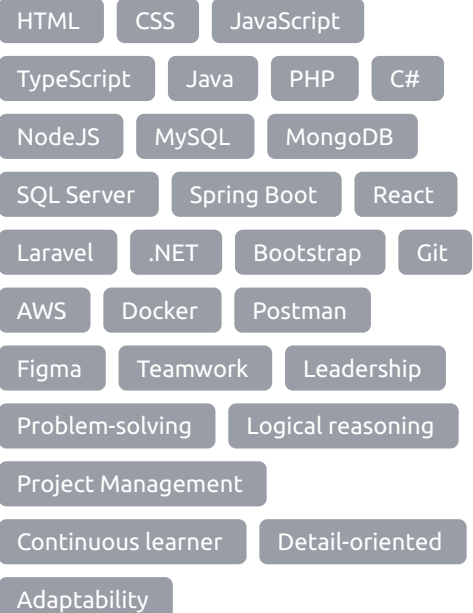 HTML CSS JavaScript
TypeScript Java PHP C#
NodeJS MySQL MongoDB
SQL Server Spring Boot React
Laravel .NET Bootstrap Git
AWS Docker Postman
Figma Teamwork Leadership
Problem-solving Logical reasoning
Project Management
Continuous learner Detail-oriented
Adaptability